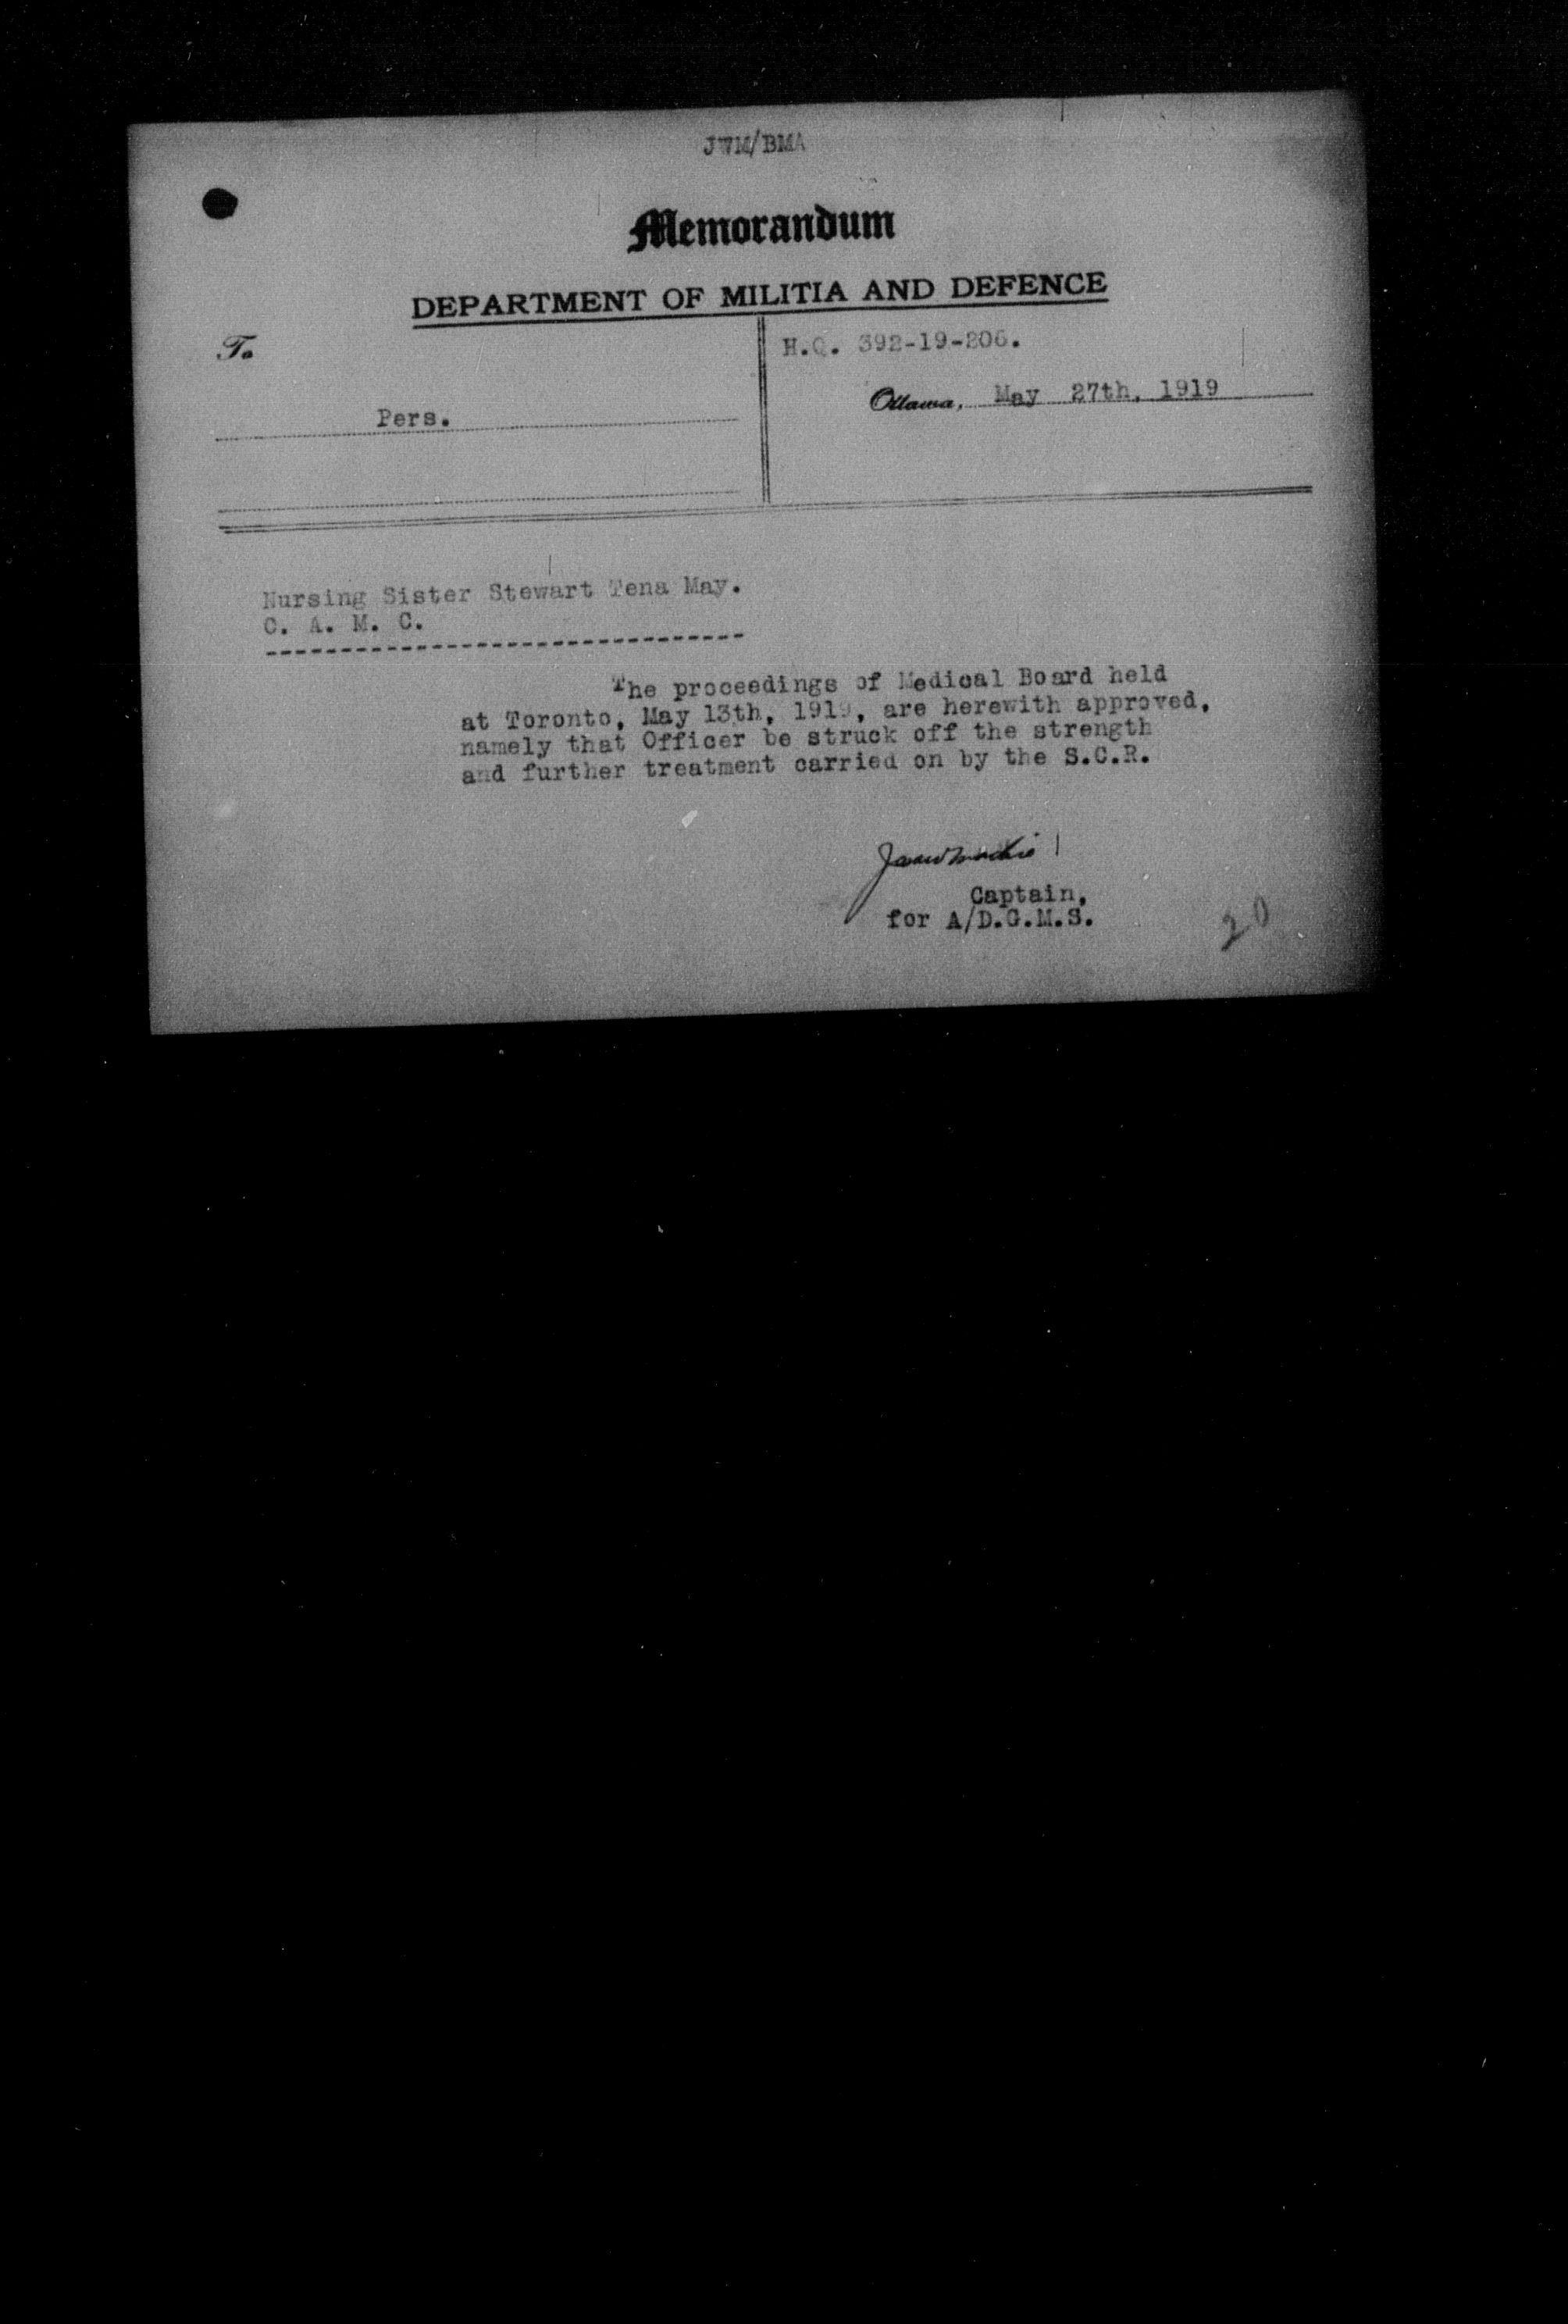 JWM/BMA
Memorandum
DEPARTMENT OF MILITIA AND DEFENCE
To
H.Q. 392-19-206.
Ottawa, May 27th, 1919
Pers.
Nursing Sister Stewart Tena May.
C. A. M. C.
---------------------------------
The proceedings of Medical Board held
at Toronto, May 13th, 1919, are herewith approved,
namely that Officer be struck off the strength
and further treatment carried on by the S.C.R.
Captain,
for A/D.G.M.S.
20